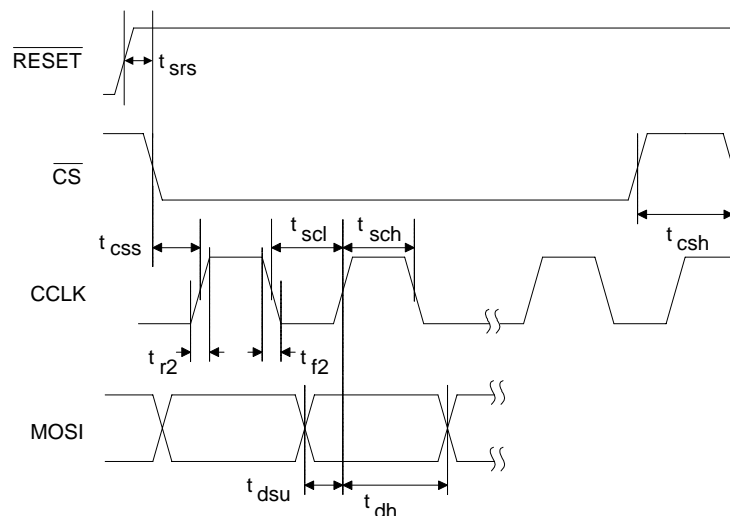 RESET
t srs
CS
t css
t scl
t sch
t csh
CCLK
t r2
t f2
MOSI
t dsu
t dh